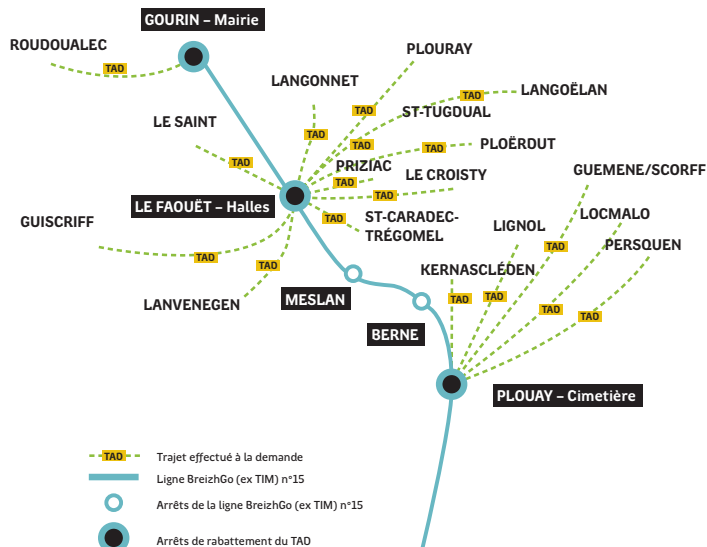 GOURIN – Mairie
ROUDOUALEC
TAD
PLOURAY
LANGONNET
TAD
LANGOËLAN
TAD
ST-TUGDUAL
LE SAINT
TAD
TAD
TAD
PLOËRDUT
TAD
PRIZIAC
TAD
LE CROISTY
TAD
GUEMENE/SCORFF
LE FAOUËT – Halles
TAD
ST-CARADEC-
TRÉGOMEL
LIGNOL
LOCMALO
GUISCRIFF
TAD
PERSQUEN
TAD
TAD
KERNASCLÉDEN
LANVENEGEN
MESLAN
TAD
TAD
TAD
TAD
BERNE
PLOUAY – Cimetière
TAD
Trajet effectué à la demande
Ligne BreizhGo (ex TIM) n°15
Arrêts de la ligne BreizhGo (ex TIM) n°15
Arrêts de rabattement du TAD